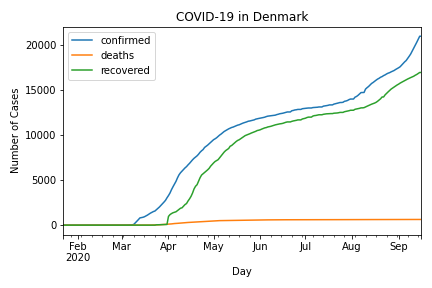 COVID-19 in Denmark
confirmed
deaths
recovered
Number of Cases
20000
15000
10000
5000
0
Feb Mar Apr May Jun Jul Aug Sep
2020
Day